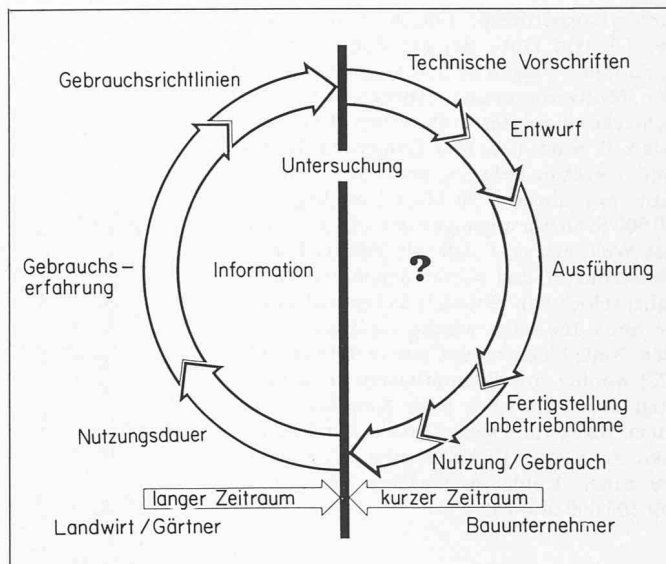 Gebrauchsrichtlinien
Technische Vorschriften
Entwurf
Untersuchung
Gebrauchs-
erfahrung
Information
?
Ausführung
Nutzungsdauer
Fertigstellung
Inbetriebnahme
Nutzung/Gebrauch
langer Zeitraum
kurzer Zeitraum
Landwirt/Gärtner
Bauunternehmer